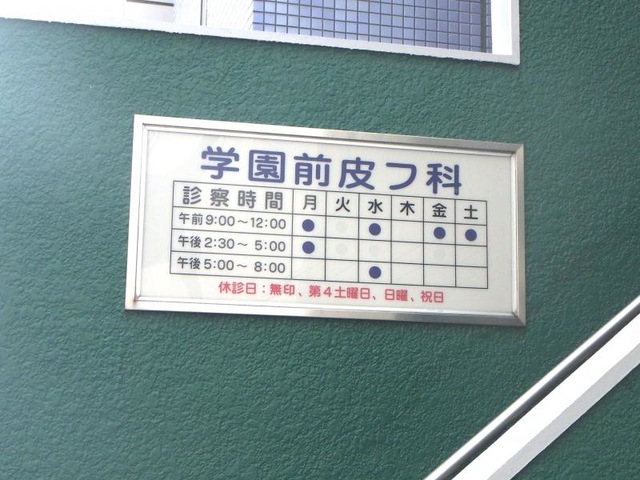 学園前皮フ科
診察時間 月 火 水 木 金 土
午前 9:00～12:00 ● ● ● ●
午後 2:30～ 5:00 ●
午後 5:00～ 8:00 ●
休診日：無印、第4土曜日、日曜、祝日